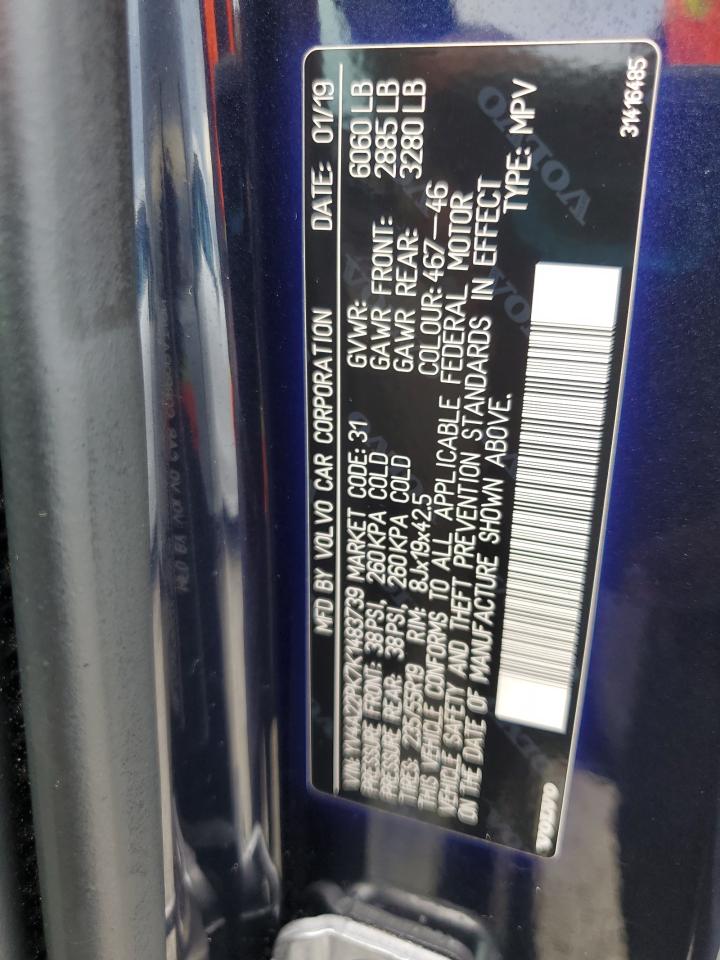 MFD BY VOLVO CAR CORPORATION DATE: 01/19
VIN: YV4A22PK7K1483739 MARKET CODE: 31 GVWR: 6060 LB
PRESSURE FRONT: 38PSI, 260KPA COLD GAWR FRONT: 2885 LB
PRESSURE REAR: 38PSI, 260KPA COLD GAWR REAR: 3280 LB
TIRES: 235/55R19 RIM: 8Jx19x42.5 COLOUR: 467—46
THIS VEHICLE CONFORMS TO ALL APPLICABLE FEDERAL MOTOR
VEHICLE SAFETY AND THEFT PREVENTION STANDARDS IN EFFECT
ON THE DATE OF MANUFACTURE SHOWN ABOVE. TYPE: MPV
VOLVO 31416485